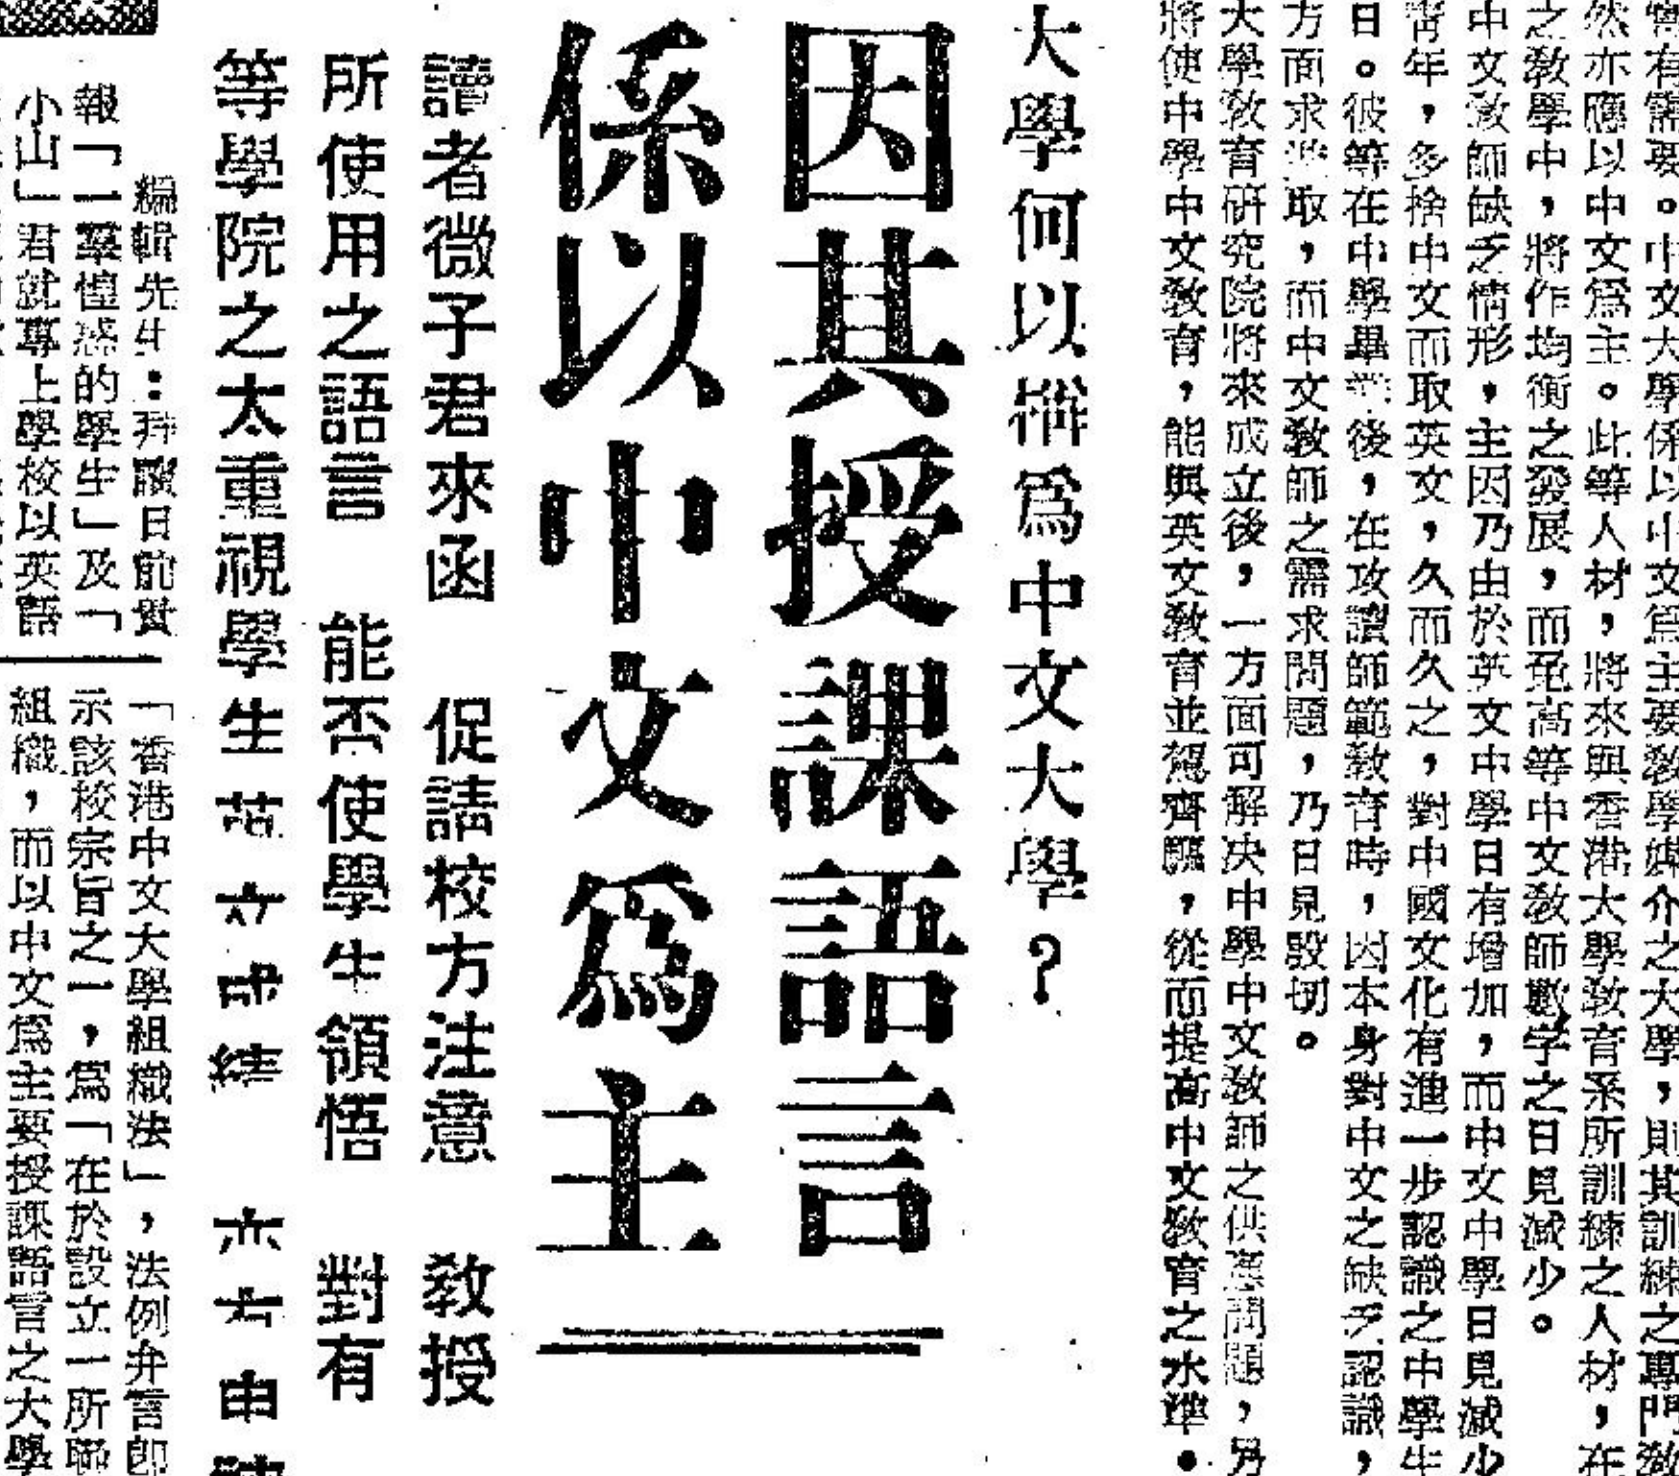 有需要。中文大學係以中文爲主要教學媒介之大學，則其訓練之專門
然亦應以中文爲主。此等人材，將來與香港大學教育系所訓練之人材，在
之教學中，將作均衡之發展，而免高等中文教師數字之日見減少。
中文教師缺乏情形，主因乃由於英文中學日有增加，而中文中學日見減少
青年，多捨中文而取英文，久而久之，對中國文化有進一步認識之中學生
日。彼等在中學畢業後，在攻讀師範教育時，因本身對中文之缺乏認識，
方面求進取，而中文教師之需求問題，乃日見殷切。
大學教育研究院將來成立後，一方面可解決中學中文教師之供應問題，另
將使中學中文教育，能與英文教育並駕齊驅，從而提高中文教育之水準。
大學何以稱爲中文大學？
因其授課語言
係以中文爲主
讀者微子君來函　促請校方注意　教授
所使用之語言　能否使學生領悟　對有
等學院之太重視學生
編輯先生：拜讀日前貴
報「一羣惶惑的學生」及「
小山」君就專上學校以英語
「香港中文大學組織法」，法例弁言即
示該校宗旨之一，爲「在於設立一所聯
組織，而以中文爲主要授課語言之大學